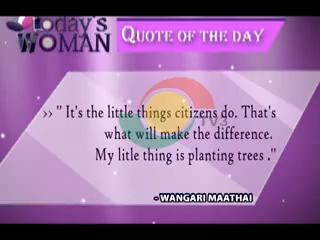 Today's
WOMAN
QUOTE OF THE DAY
›› " It's the little things citizens do. That's
what will make the difference.
My litle thing is planting trees ."
TV3
- WANGARI MAATHAI